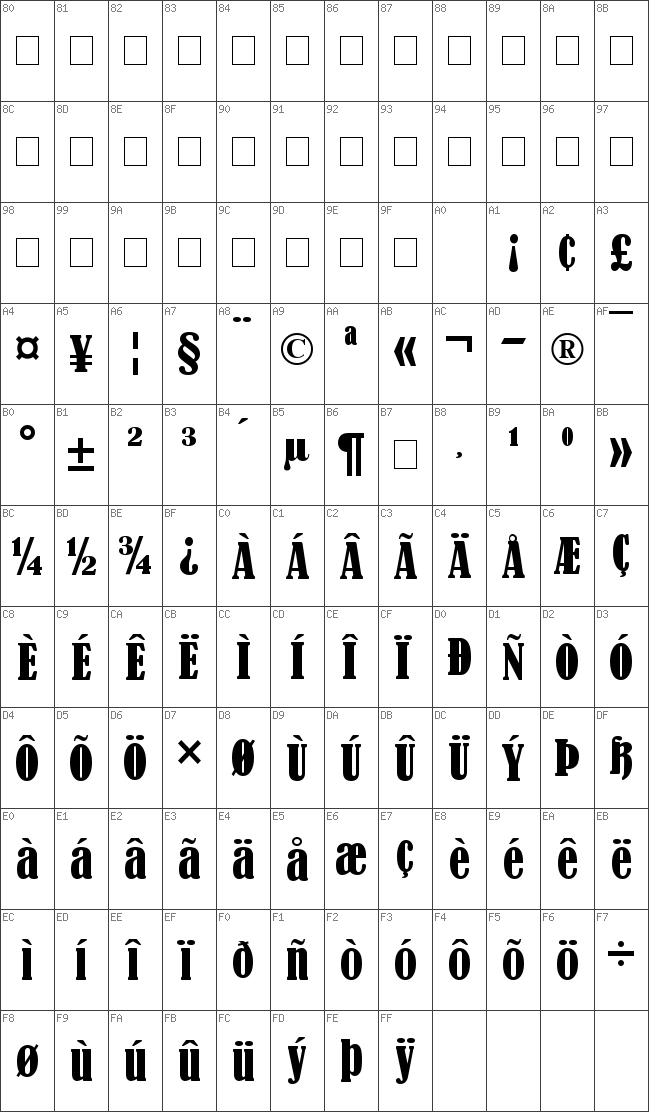 80 81 82 83 84 85 86 87 88 89 8A 8B
8C 8D 8E 8F 90 91 92 93 94 95 96 97
98 99 9A 9B 9C 9D 9E 9F A0 A1 A2 A3
¡ ¢ £
A4 A5 A6 A7 A8 A9 AA AB AC AD AE AF
¤ ¥ ¦ § ¨ © ª « ¬ - ® ¯
B0 B1 B2 B3 B4 B5 B6 B7 B8 B9 BA BB
° ± ² ³ ´ µ ¶ ¸ ¹ º »
BC BD BE BF C0 C1 C2 C3 C4 C5 C6 C7
¼ ½ ¾ ¿ À Á Â Ã Ä Å Æ Ç
C8 C9 CA CB CC CD CE CF D0 D1 D2 D3
È É Ê Ë Ì Í Î Ï Ð Ñ Ò Ó
D4 D5 D6 D7 D8 D9 DA DB DC DD DE DF
Ô Õ Ö × Ø Ù Ú Û Ü Ý Þ ß
E0 E1 E2 E3 E4 E5 E6 E7 E8 E9 EA EB
à á â ã ä å æ ç è é ê ë
EC ED EE EF F0 F1 F2 F3 F4 F5 F6 F7
ì í î ï ð ñ ò ó ô õ ö ÷
F8 F9 FA FB FC FD FE FF
ø ù ú û ü ý þ ÿ